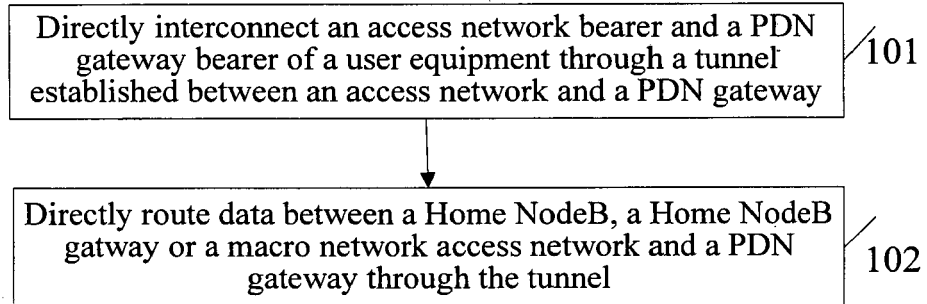 Directly interconnect an access network bearer and a PDN
gateway bearer of a user equipment through a tunnel
established between an access network and a PDN gateway
101
Directly route data between a Home NodeB, a Home NodeB
gatway or a macro network access network and a PDN
gateway through the tunnel
102